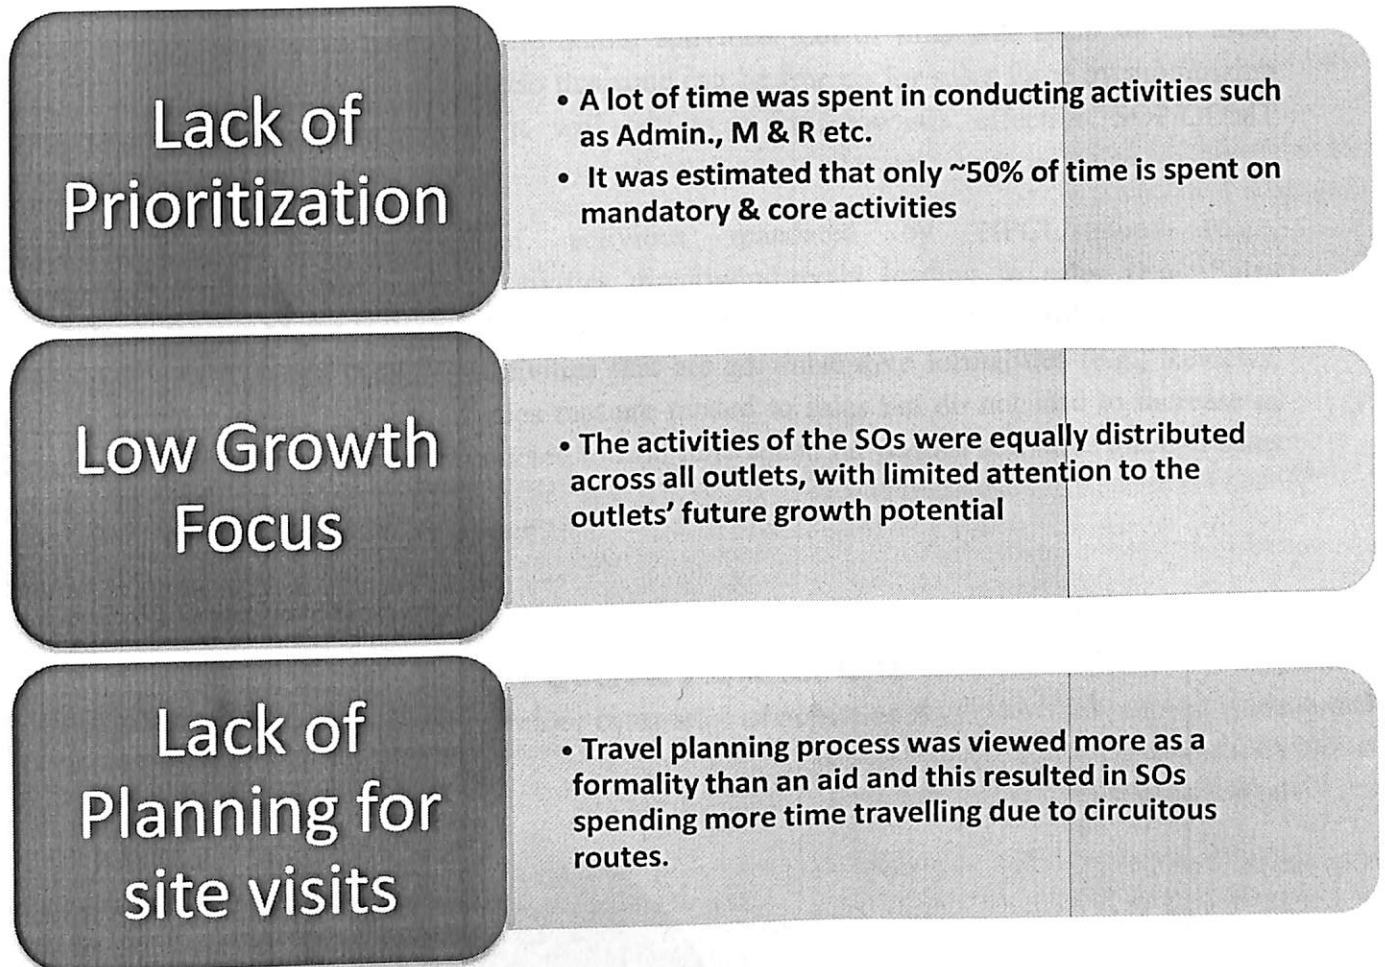 Lack of
Prioritization
• A lot of time was spent in conducting activities such
as Admin., M & R etc.
• It was estimated that only ~50% of time is spent on
mandatory & core activities
Low Growth
Focus
• The activities of the SOs were equally distributed
across all outlets, with limited attention to the
outlets’ future growth potential
Lack of
Planning for
site visits
• Travel planning process was viewed more as a
formality than an aid and this resulted in SOs
spending more time travelling due to circuitous
routes.